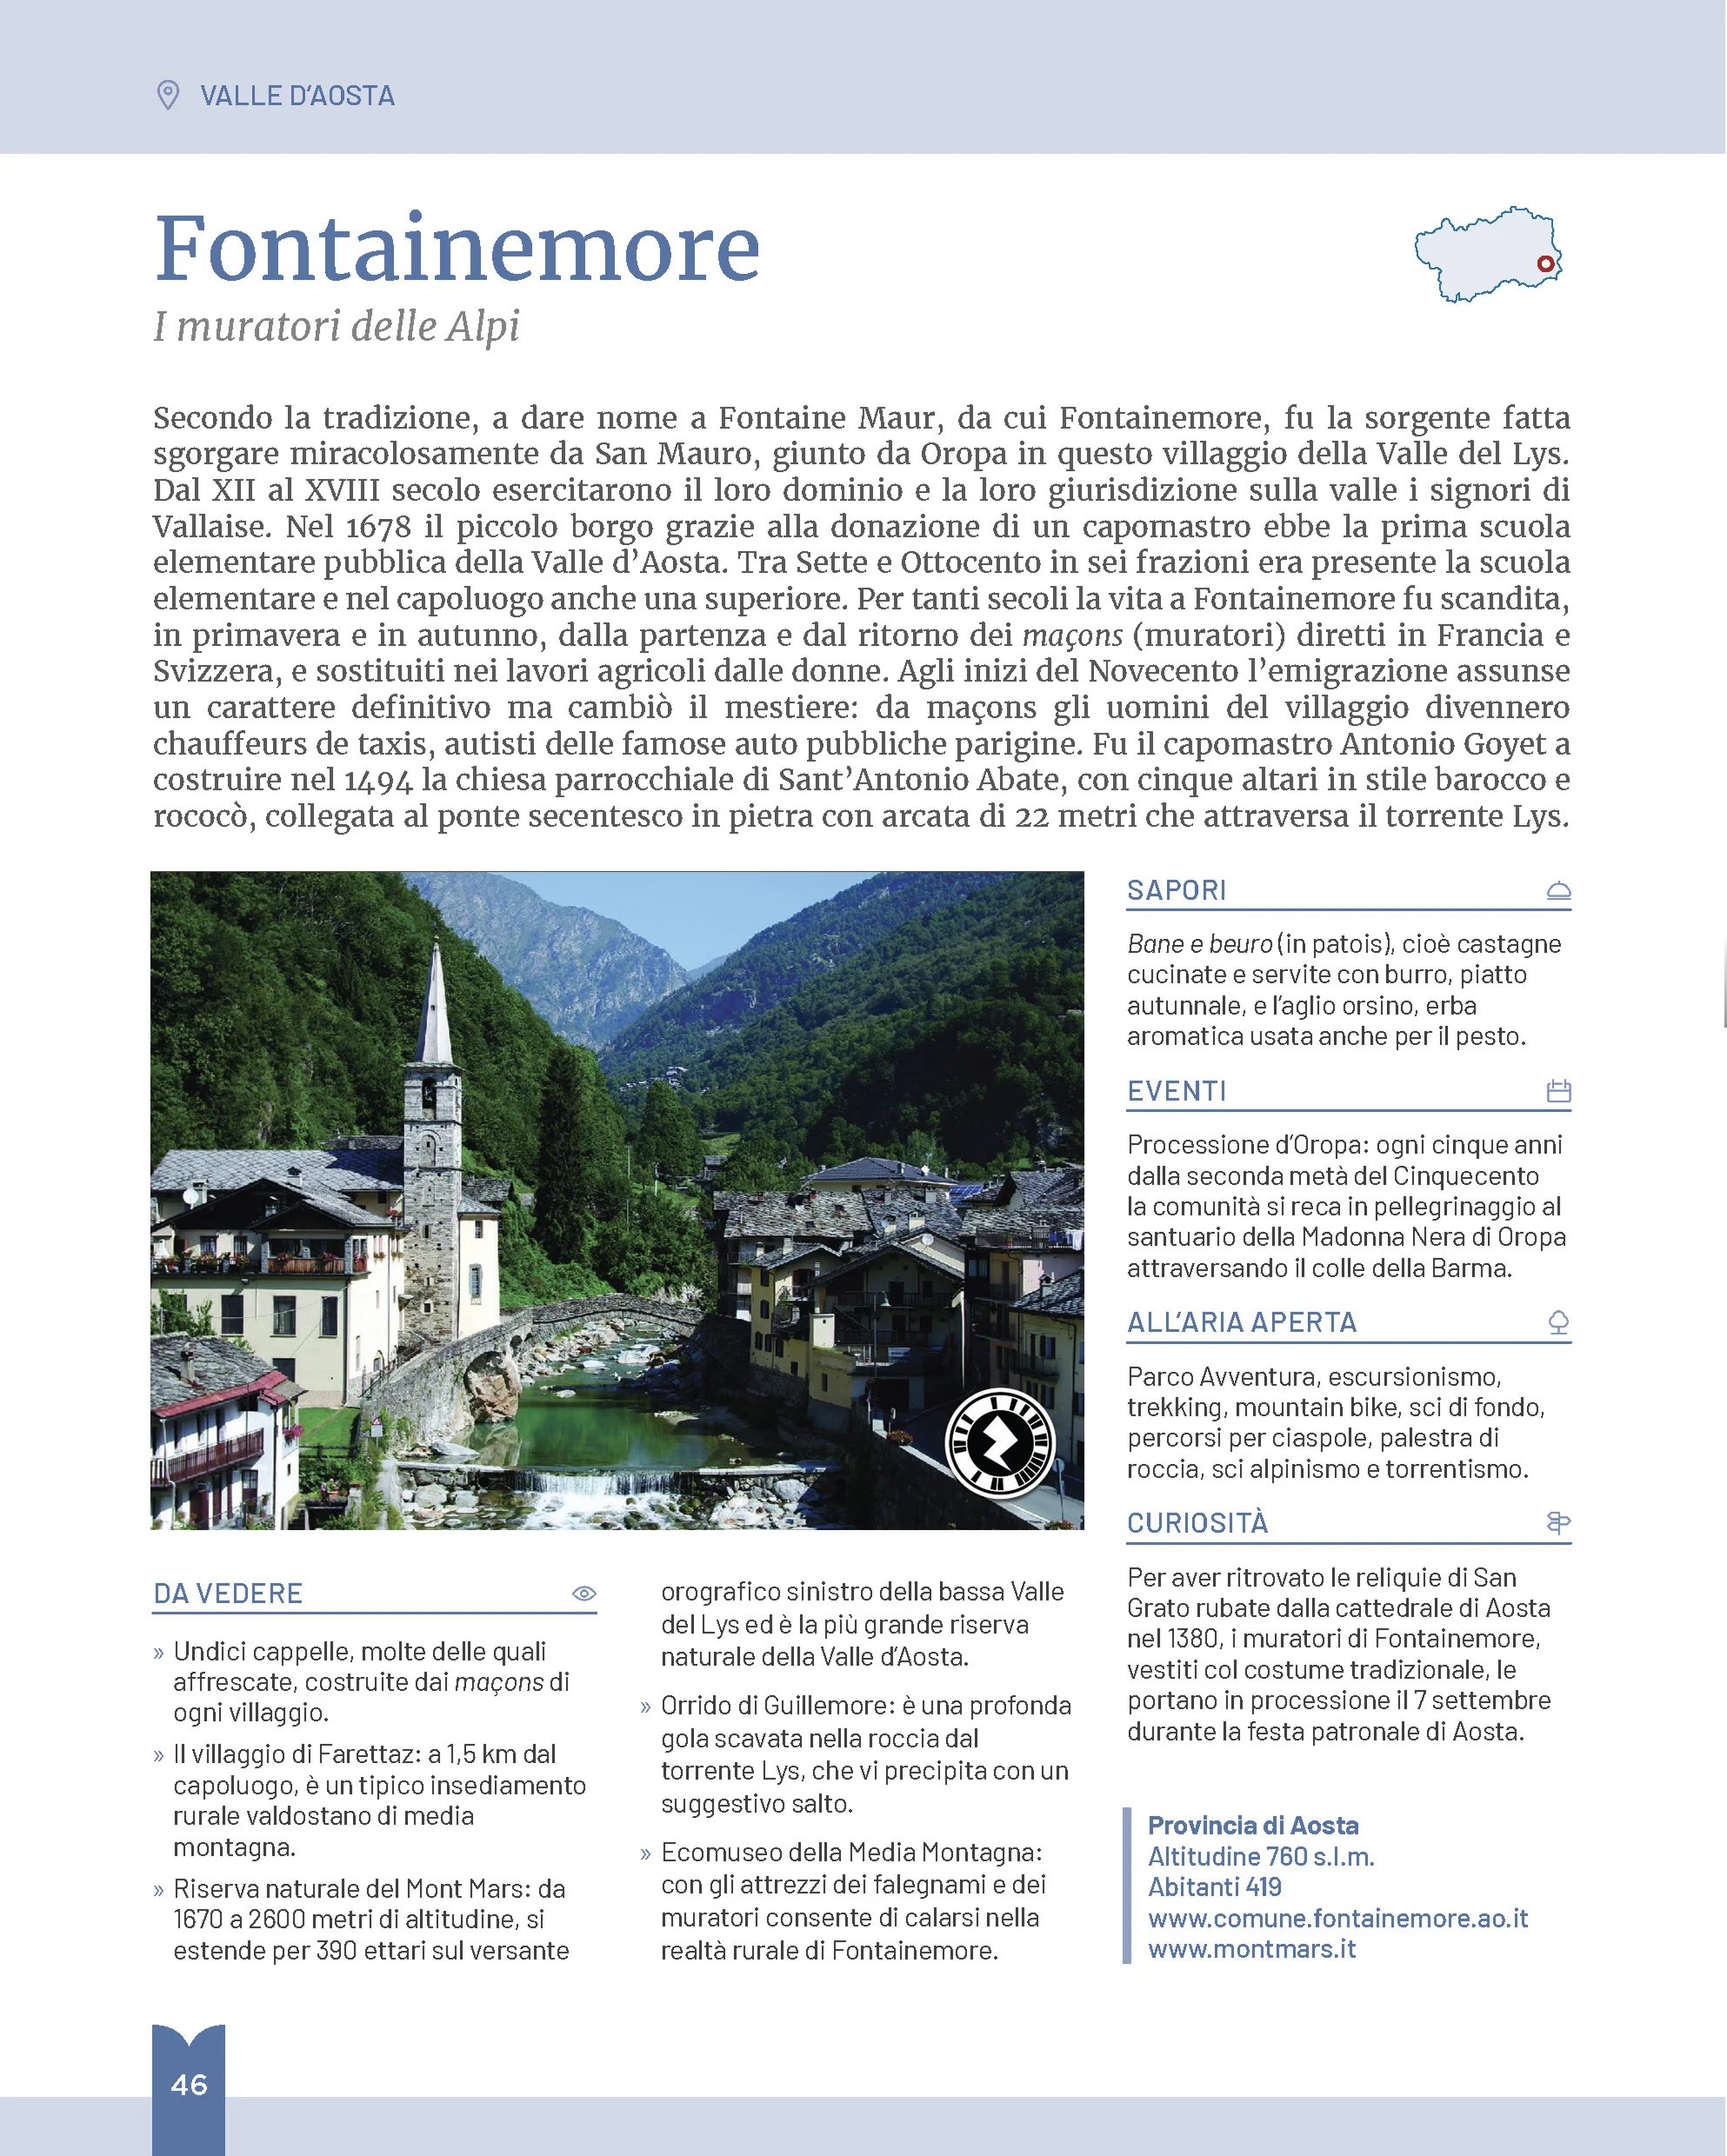 VALLE D'AOSTA
Fontainemore
I muratori delle Alpi
Secondo la tradizione, a dare nome a Fontaine Maur, da cui Fontainemore, fu la sorgente fatta
sgorgare miracolosamente da San Mauro, giunto da Oropa in questo villaggio della Valle del Lys.
Dal XII al XVIII secolo esercitarono il loro dominio e la loro giurisdizione sulla valle i signori di
Vallaise. Nel 1678 il piccolo borgo grazie alla donazione di un capomastro ebbe la prima scuola
elementare pubblica della Valle d'Aosta. Tra Sette e Ottocento in sei frazioni era presente la scuola
elementare e nel capoluogo anche una superiore. Per tanti secoli la vita a Fontainemore fu scandita,
in primavera e in autunno, dalla partenza e dal ritorno dei maçons (muratori) diretti in Francia e
Svizzera, e sostituiti nei lavori agricoli dalle donne. Agli inizi del Novecento l'emigrazione assunse
un carattere definitivo ma cambiò il mestiere: da maçons gli uomini del villaggio divennero
chauffeurs de taxis, autisti delle famose auto pubbliche parigine. Fu il capomastro Antonio Goyet a
costruire nel 1494 la chiesa parrocchiale di Sant'Antonio Abate, con cinque altari in stile barocco e
rococò, collegata al ponte secentesco in pietra con arcata di 22 metri che attraversa il torrente Lys.
DA VEDERE
» Undici cappelle, molte delle quali
affrescate, costruite dai maçons di
ogni villaggio.
» Il villaggio di Farettaz: a 1,5 km dal
capoluogo, è un tipico insediamento
rurale valdostano di media
montagna.
» Riserva naturale del Mont Mars: da
1670 a 2600 metri di altitudine, si
estende per 390 ettari sul versante
orografico sinistro della bassa Valle
del Lys ed è la più grande riserva
naturale della Valle d'Aosta.
» Orrido di Guillemore: è una profonda
gola scavata nella roccia dal
torrente Lys, che vi precipita con un
suggestivo salto.
» Ecomuseo della Media Montagna:
con gli attrezzi dei falegnami e dei
muratori consente di calarsi nella
realtà rurale di Fontainemore.
SAPORI
Bane e beuro (in patois), cioè castagne
cucinate e servite con burro, piatto
autunnale, e l'aglio orsino, erba
aromatica usata anche per il pesto.
EVENTI
Processione d'Oropa: ogni cinque anni
dalla seconda metà del Cinquecento
la comunità si reca in pellegrinaggio al
santuario della Madonna Nera di Oropa
attraversando il colle della Barma.
ALL'ARIA APERTA
Parco Avventura, escursionismo,
trekking, mountain bike, sci di fondo,
percorsi per ciaspole, palestra di
roccia, sci alpinismo e torrentismo.
CURIOSITÀ
Per aver ritrovato le reliquie di San
Grato rubate dalla cattedrale di Aosta
nel 1380, i muratori di Fontainemore,
vestiti col costume tradizionale, le
portano in processione il 7 settembre
durante la festa patronale di Aosta.
Provincia di Aosta
Altitudine 760 s.l.m.
Abitanti 419
www.comune.fontainemore.ao.it
www.montmars.it
46